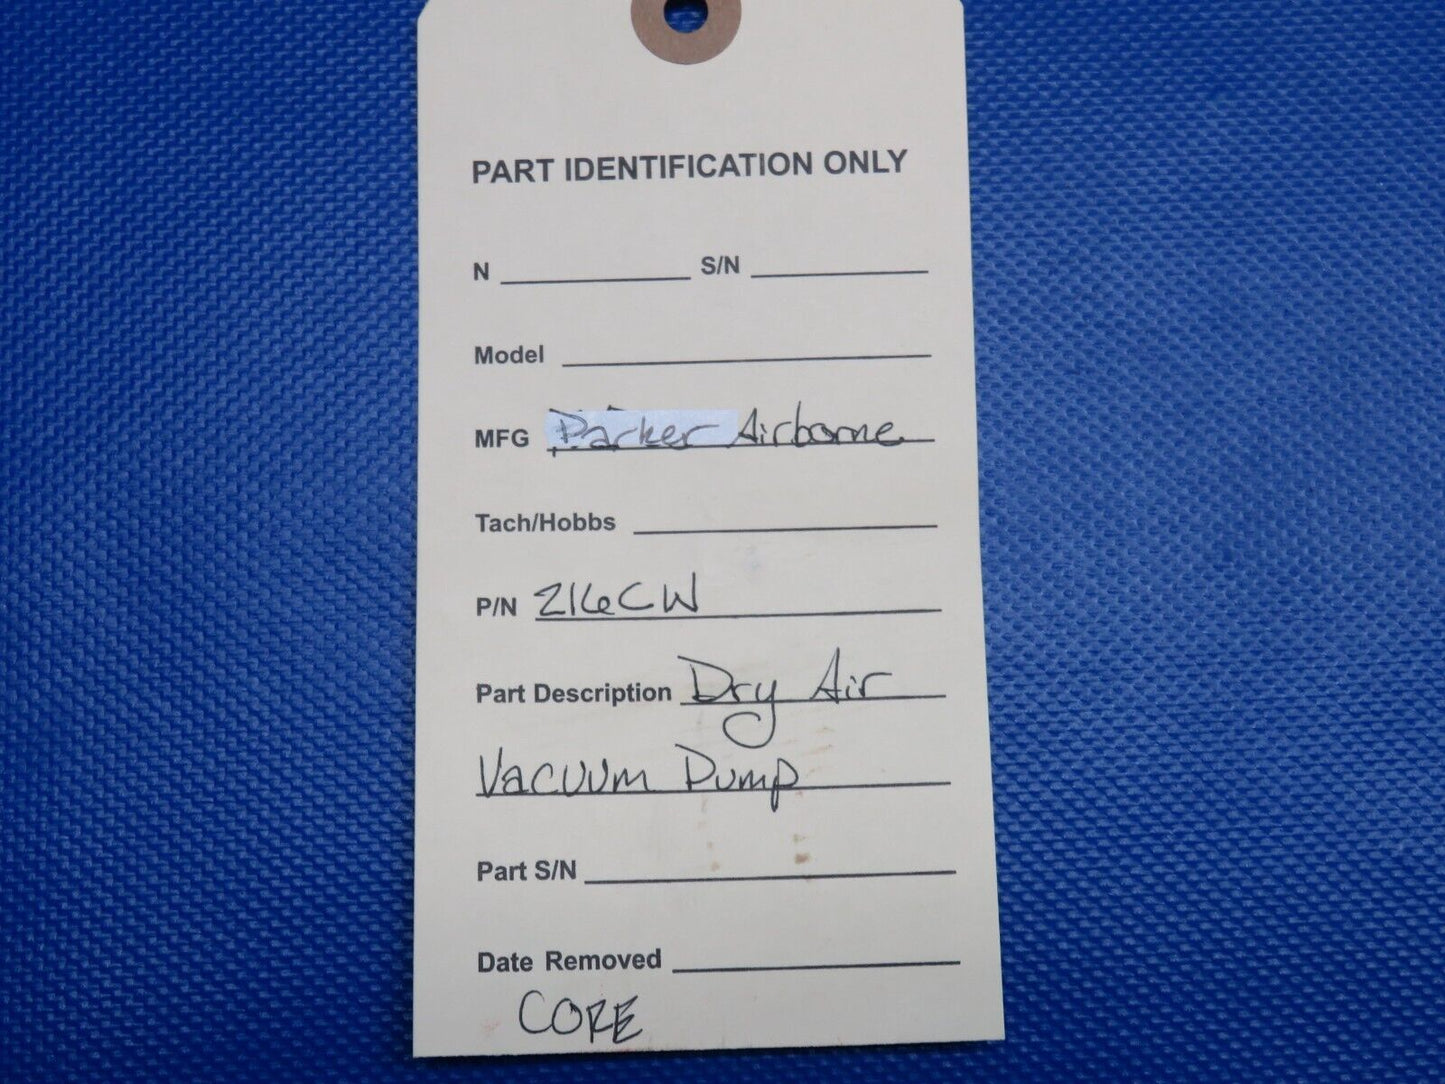 PART IDENTIFICATION ONLY
N S/N
Model
MFG Parker Airborne
Tach/Hobbs
P/N 216CW
Part Description Dry Air
Vacuum Pump
Part S/N
Date Removed
CORE